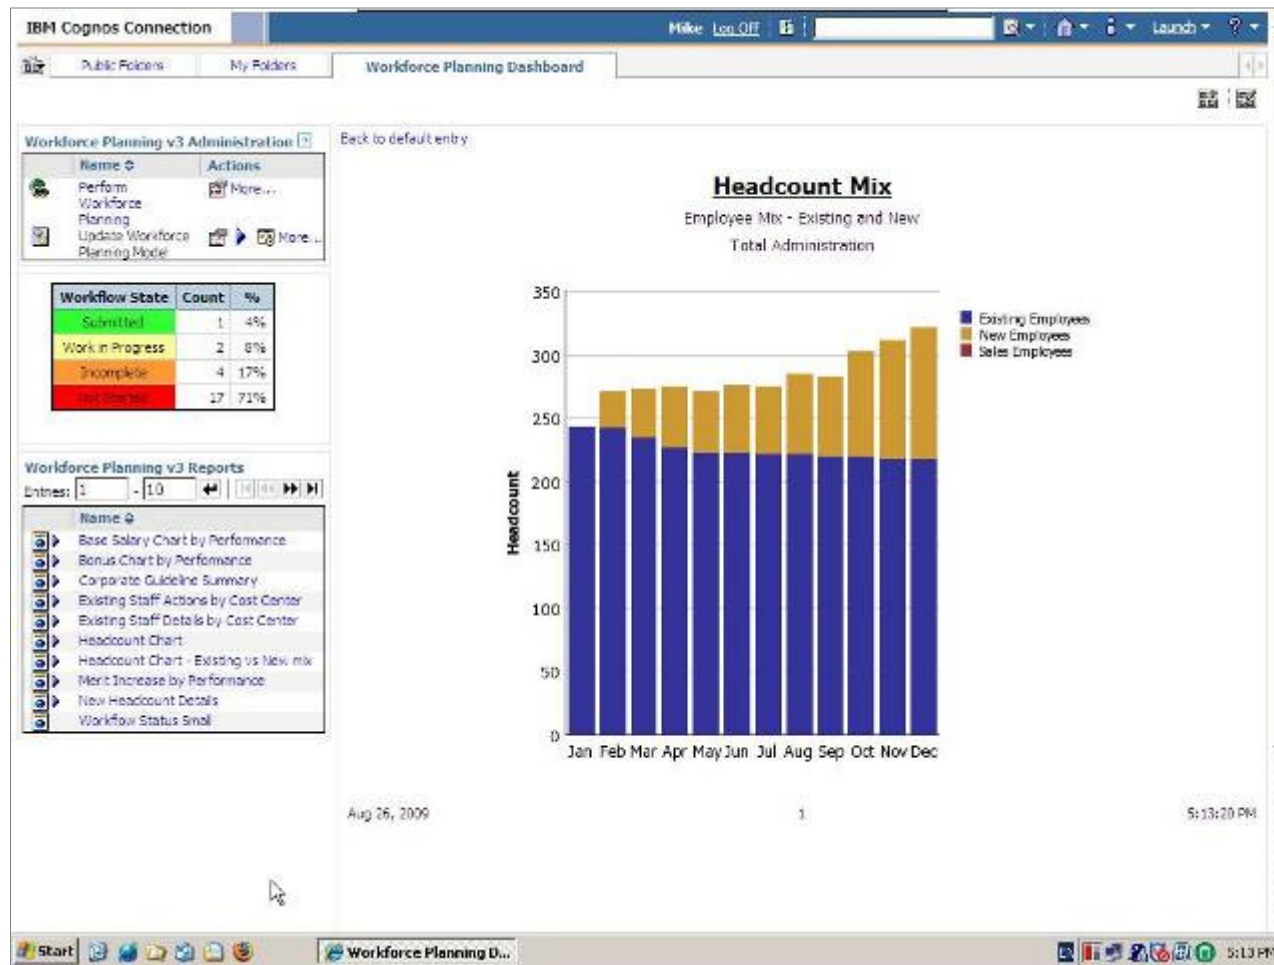 IBM Cognos Connection
Mike Log Off
Launch
?
Public Folders
My Folders
Workforce Planning Dashboard
Workforce Planning v3 Administration
Name
Actions
Perform
Workforce
Planning
More...
Update Workforce
Planning Model
More...
Workflow State Count %
Submitted 1 4%
Work in Progress 2 8%
Incomplete 4 17%
Not Started 17 71%
Workforce Planning v3 Reports
Entries: 1 - 10
Name
Base Salary Chart by Performance
Bonus Chart by Performance
Corporate Guideline Summary
Existing Staff Actions by Cost Center
Existing Staff Details by Cost Center
Headcount Chart
Headcount Chart - Existing vs New mix
Merit Increase by Performance
New Headcount Details
Workflow Status Small
Back to default entry
Headcount Mix
Employee Mix - Existing and New
Total Administration
Headcount
350
300
250
200
150
100
50
0
Jan Feb Mar Apr May Jun Jul Aug Sep Oct Nov Dec
Existing Employees
New Employees
Sales Employees
Aug 26, 2009
1
5:13:20 PM
Start
Workforce Planning D...
5:13 PM